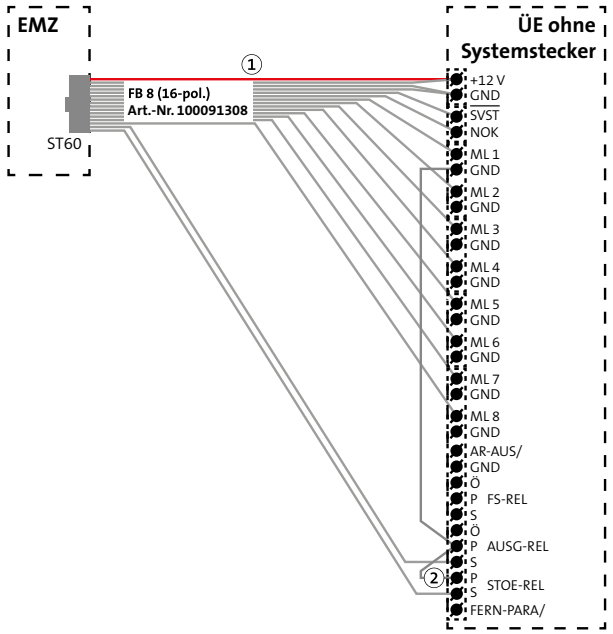 EMZ
ÜE ohne
Systemstecker
1
FB 8 (16-pol.)
Art.-Nr. 100091308
ST60
+12 V
GND
SVST
NOK
ML 1
GND
ML 2
GND
ML 3
GND
ML 4
GND
ML 5
GND
ML 6
GND
ML 7
GND
ML 8
GND
AR-AUS/
GND
Ö
P FS-REL
S
Ö
P AUSG-REL
S
2
P
STOE-REL
S
FERN-PARA/